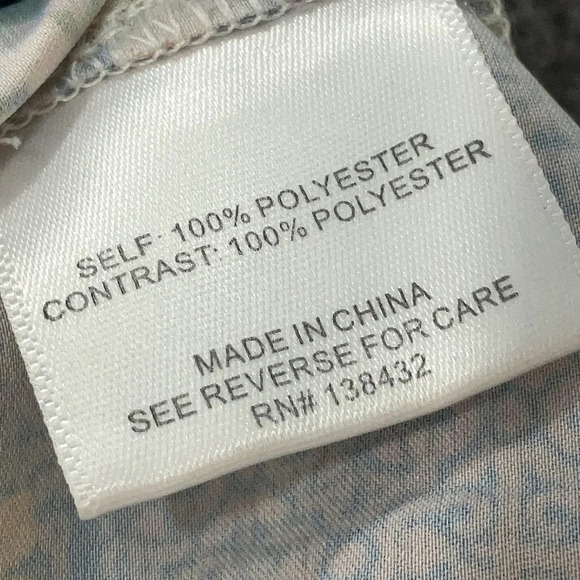 SELF: 100% POLYESTER
CONTRAST: 100% POLYESTER
MADE IN CHINA
SEE REVERSE FOR CARE
RN# 138432